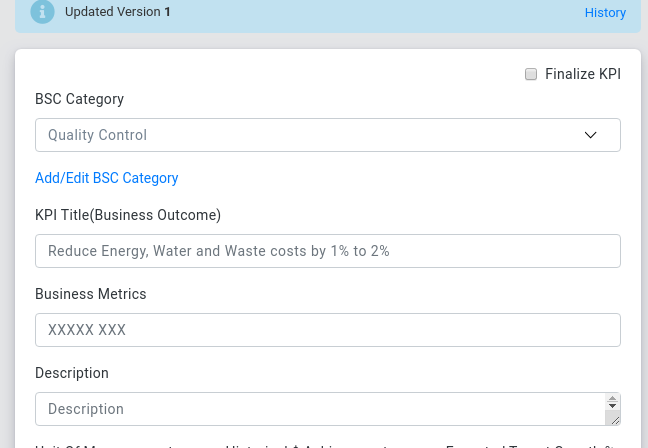 Updated Version 1
History
Finalize KPI
BSC Category
Quality Control
Add/Edit BSC Category
KPI Title(Business Outcome)
Reduce Energy, Water and Waste costs by 1% to 2%
Business Metrics
XXXXX XXX
Description
Description